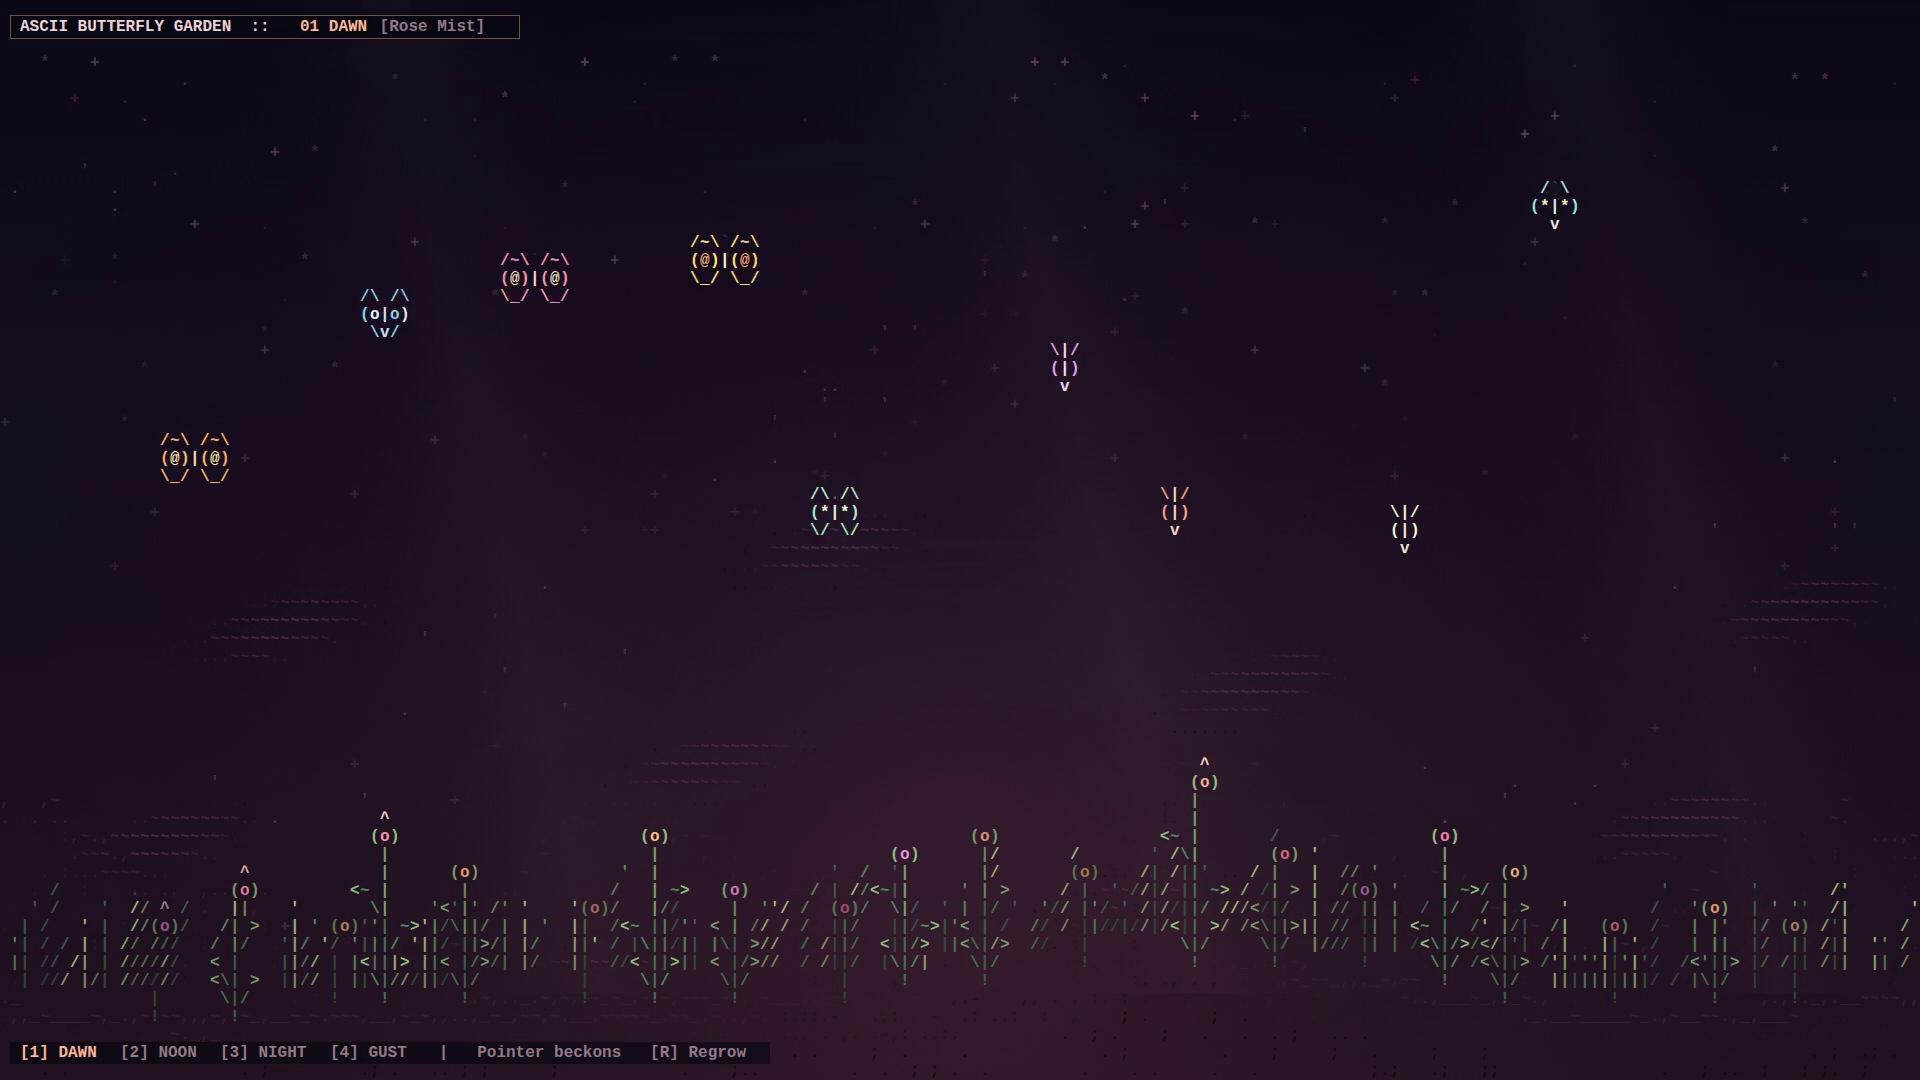 ASCII BUTTERFLY GARDEN :: 01 DAWN [Rose Mist]
[1] DAWN [2] NOON [3] NIGHT [4] GUST | Pointer beckons [R] Regrow